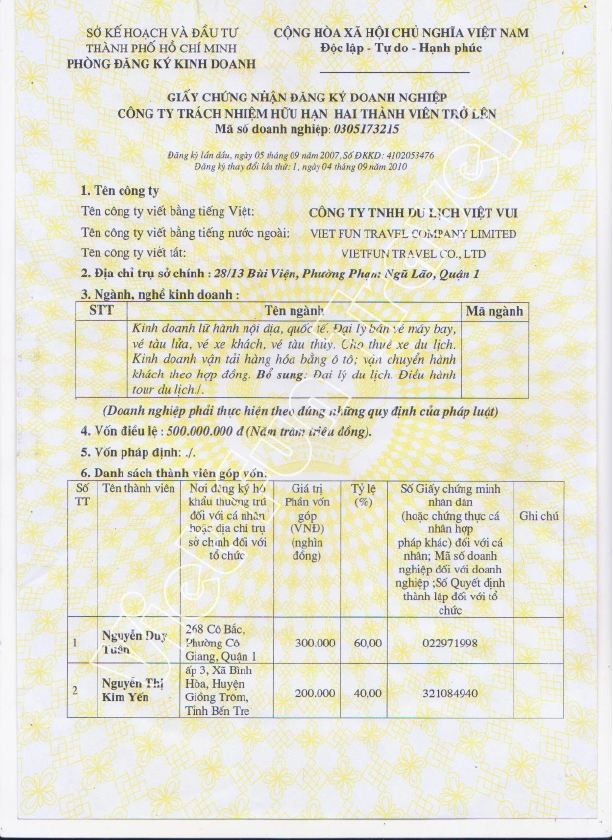 SỞ KẾ HOẠCH VÀ ĐẦU TƯ
THÀNH PHỐ HỒ CHÍ MINH
PHÒNG ĐĂNG KÝ KINH DOANH
CỘNG HÒA XÃ HỘI CHỦ NGHĨA VIỆT NAM
Độc lập - Tự do - Hạnh phúc
GIẤY CHỨNG NHẬN ĐĂNG KÝ DOANH NGHIỆP
CÔNG TY TRÁCH NHIỆM HỮU HẠN HAI THÀNH VIÊN TRỞ LÊN
Mã số doanh nghiệp: 0305173215
Đăng ký lần đầu, ngày 05 tháng 09 năm 2007, Số ĐKKD: 4102053476
Đăng ký thay đổi lần thứ: 1, ngày 04 tháng 09 năm 2010
1. Tên công ty
Tên công ty viết bằng tiếng Việt: CÔNG TY TNHH DU LỊCH VIỆT VUI
Tên công ty viết bằng tiếng nước ngoài: VIET FUN TRAVEL COMPANY LIMITED
Tên công ty viết tắt: VIETFUN TRAVEL CO., LTD
2. Địa chỉ trụ sở chính : 28/13 Bùi Viện, Phường Phạm Ngũ Lão, Quận 1
3. Ngành, nghề kinh doanh :
STT Tên ngành Mã ngành
Kinh doanh lữ hành nội địa, quốc tế. Đại lý bán vé máy bay,
vé tàu lửa, vé xe khách, vé tàu thủy. Cho thuê xe du lịch.
Kinh doanh vận tải hàng hóa bằng ô tô; vận chuyển hành
khách theo hợp đồng. Bổ sung: Đại lý du lịch. Điều hành
tour du lịch./.
(Doanh nghiệp phải thực hiện theo đúng những quy định của pháp luật)
4. Vốn điều lệ : 500.000.000 đ (Năm trăm triệu đồng).
5. Vốn pháp định: ./.
6. Danh sách thành viên góp vốn:
Số
TT
Tên thành viên
Nơi đăng ký hộ
khẩu thường trú
đối với cá nhân
hoặc địa chỉ trụ
sở chính đối với
tổ chức
Giá trị
Phần vốn
góp
(VNĐ)
(nghìn
đồng)
Tỷ lệ
(%)
Số Giấy chứng minh
nhân dân
(hoặc chứng thực cá
nhân hợp
pháp khác) đối với cá
nhân; Mã số doanh
nghiệp đối với doanh
nghiệp ;Số Quyết định
thành lập đối với tổ
chức
Ghi chú
1
Nguyễn Duy
Tuấn
268 Cô Bắc,
Phường Cô
Giang, Quận 1
300.000
60,00
022971998
2
Nguyễn Thị
Kim Yến
ấp 3, Xã Bình
Hòa, Huyện
Giồng Trôm,
Tỉnh Bến Tre
200.000
40,00
321084940
Viet Fun Travel